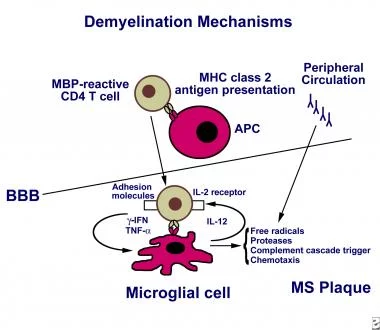 Demyelination Mechanisms
MBP-reactive
CD4 T cell
MHC class 2
antigen presentation
Peripheral
Circulation
APC
BBB
Adhesion
molecules
IL-2 receptor
γ-IFN
TNF-α
IL-12
Free radicals
Proteases
Complement cascade trigger
Chemotaxis
Microglial cell
MS Plaque